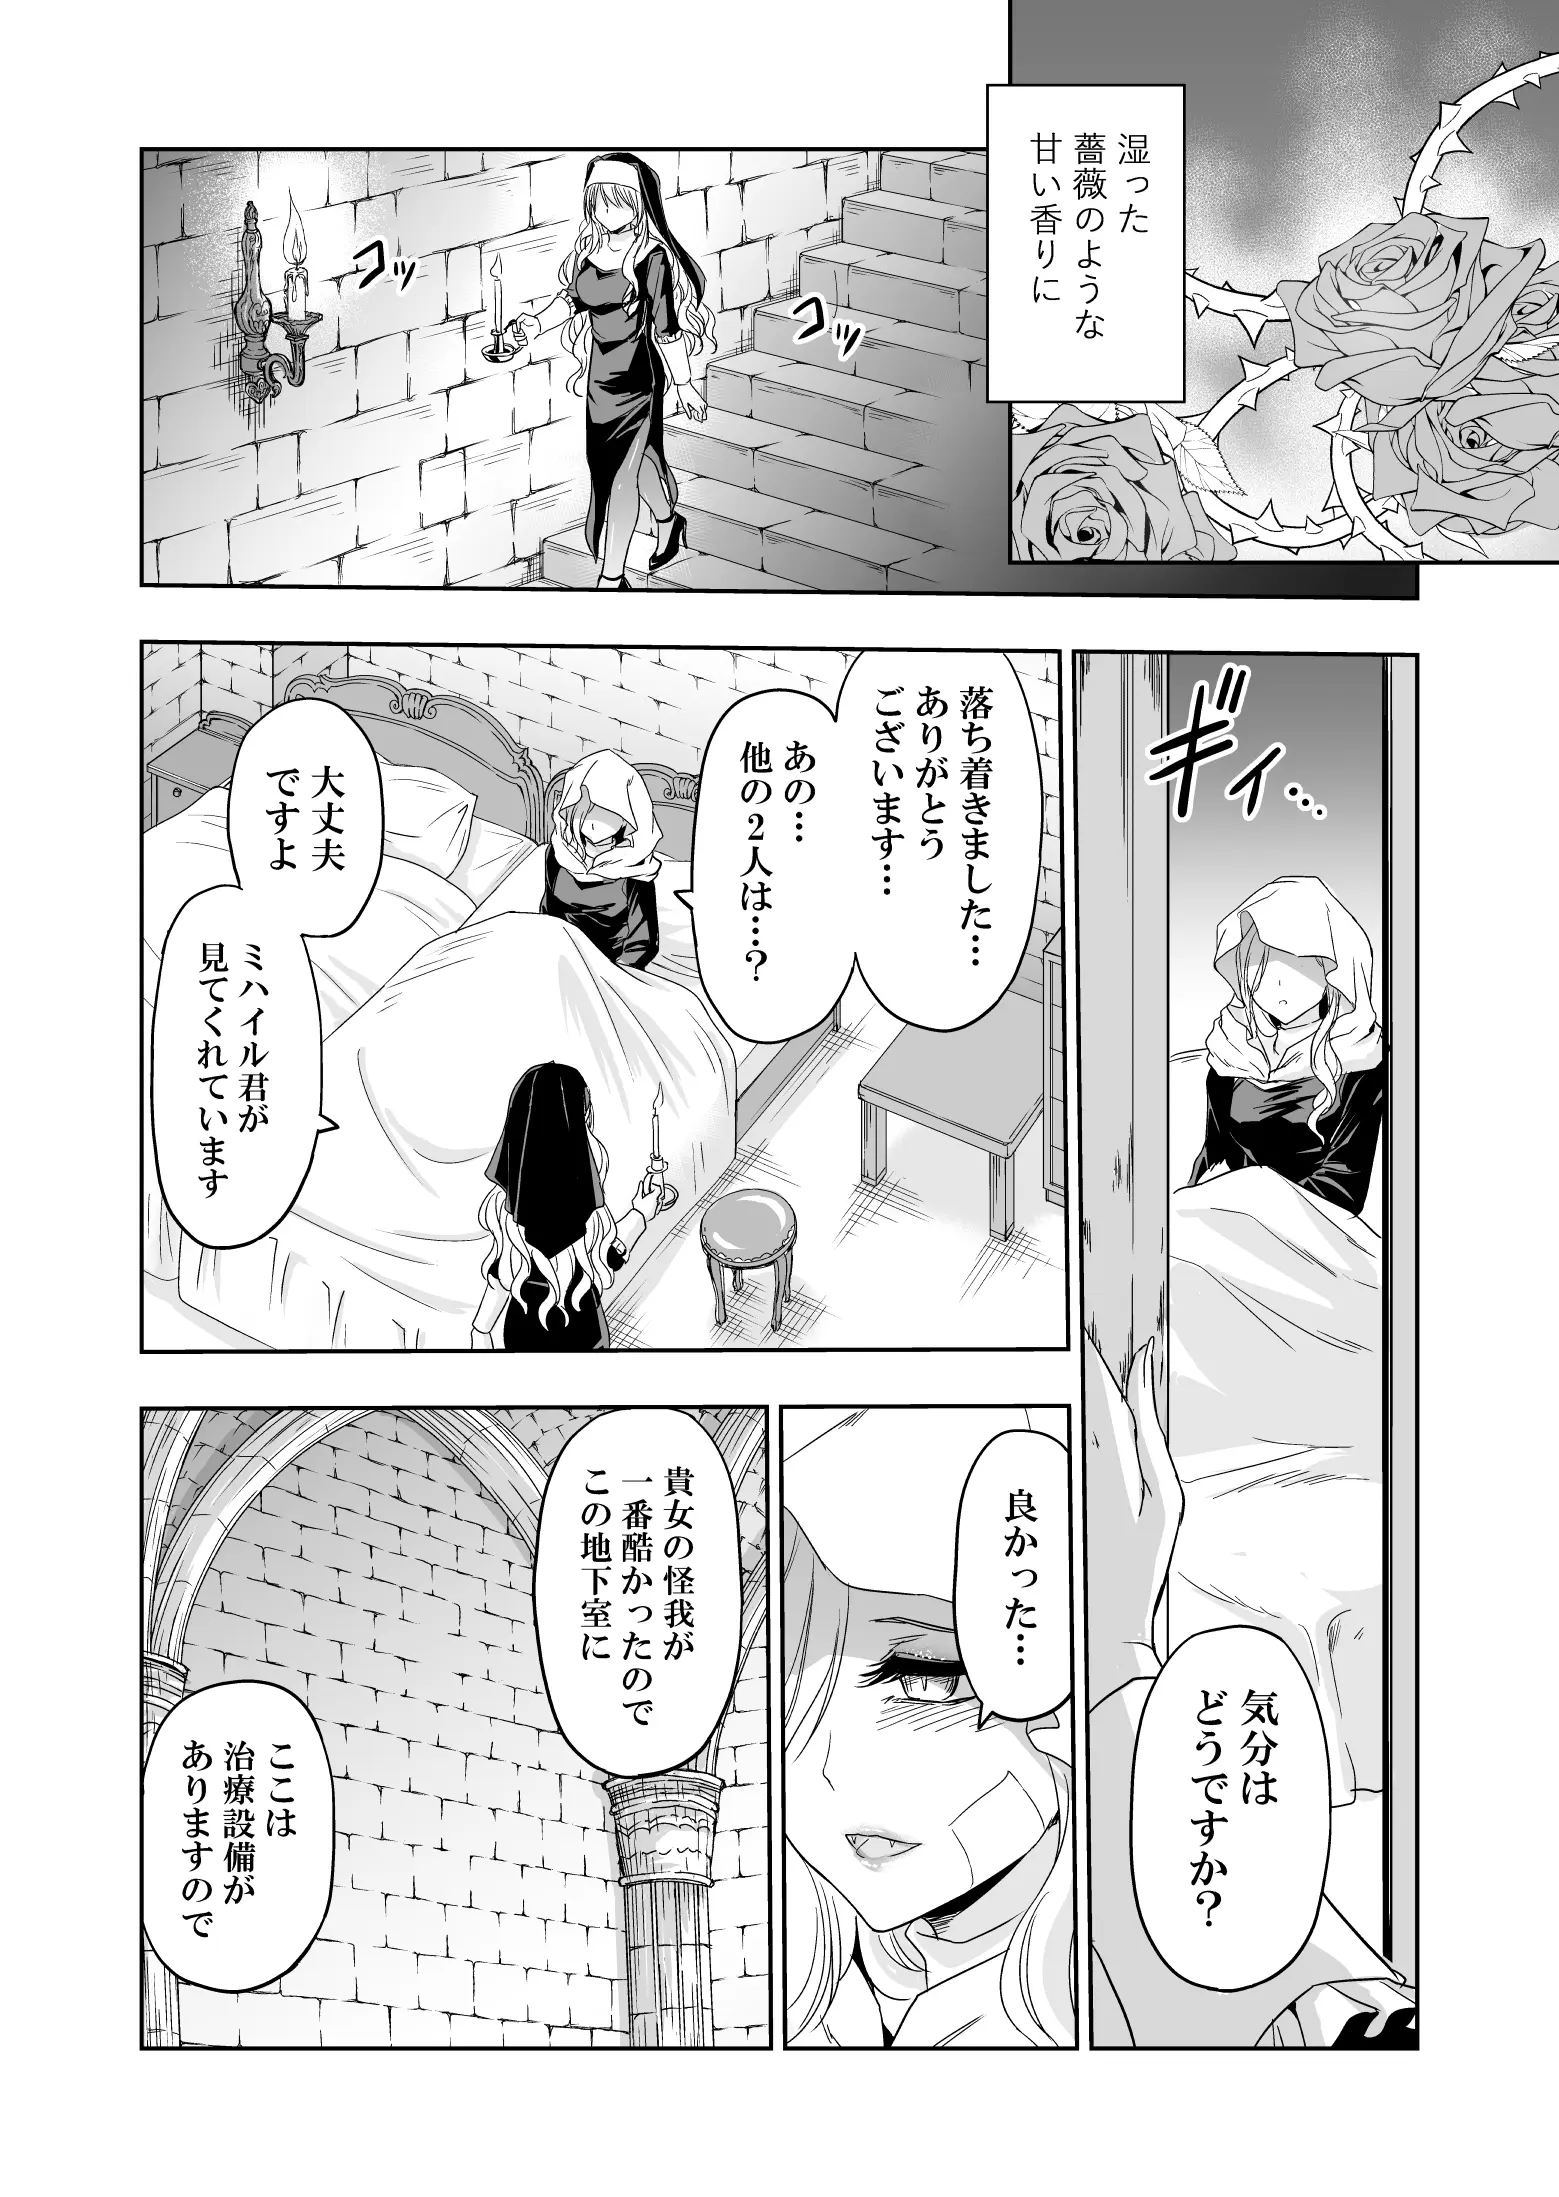 湿った
薔薇のような
甘い香りに
コッ
コッ
ギィ…
気分は
どうですか?
落ち着きました…
ありがとう
ございます…
あの…
他の2人は…?
大丈夫
ですよ
ミハイル君が
見てくれています
良かった…
貴女の怪我が
一番酷かったので
この地下室に
ここは
治療設備が
ありますので